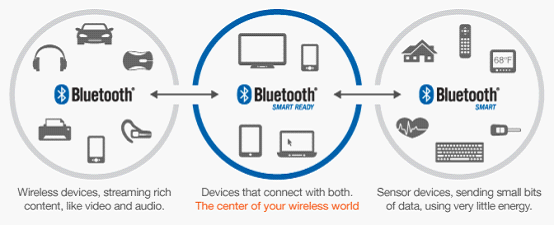 68°F
Bluetooth®
Bluetooth®
SMART READY
Bluetooth®
SMART
Wireless devices, streaming rich
content, like video and audio.
Devices that connect with both.
The center of your wireless world
Sensor devices, sending small bits
of data, using very little energy.